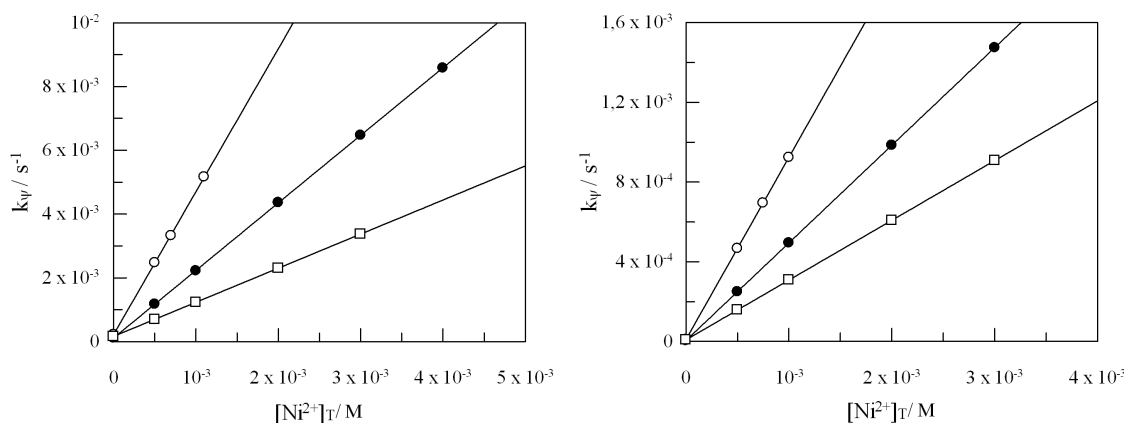 10⁻²
8 x 10⁻³
6 x 10⁻³
4 x 10⁻³
2 x 10⁻³
0
kψ / s⁻¹
0 10⁻³ 2 x 10⁻³ 3 x 10⁻³ 4 x 10⁻³ 5 x 10⁻³
[Ni²⁺]T/ M
1,6 x 10⁻³
1,2 x 10⁻³
8 x 10⁻⁴
4 x 10⁻⁴
0
kψ / s⁻¹
0 10⁻³ 2 x 10⁻³ 3 x 10⁻³ 4 x 10⁻³
[Ni²⁺]T/ M